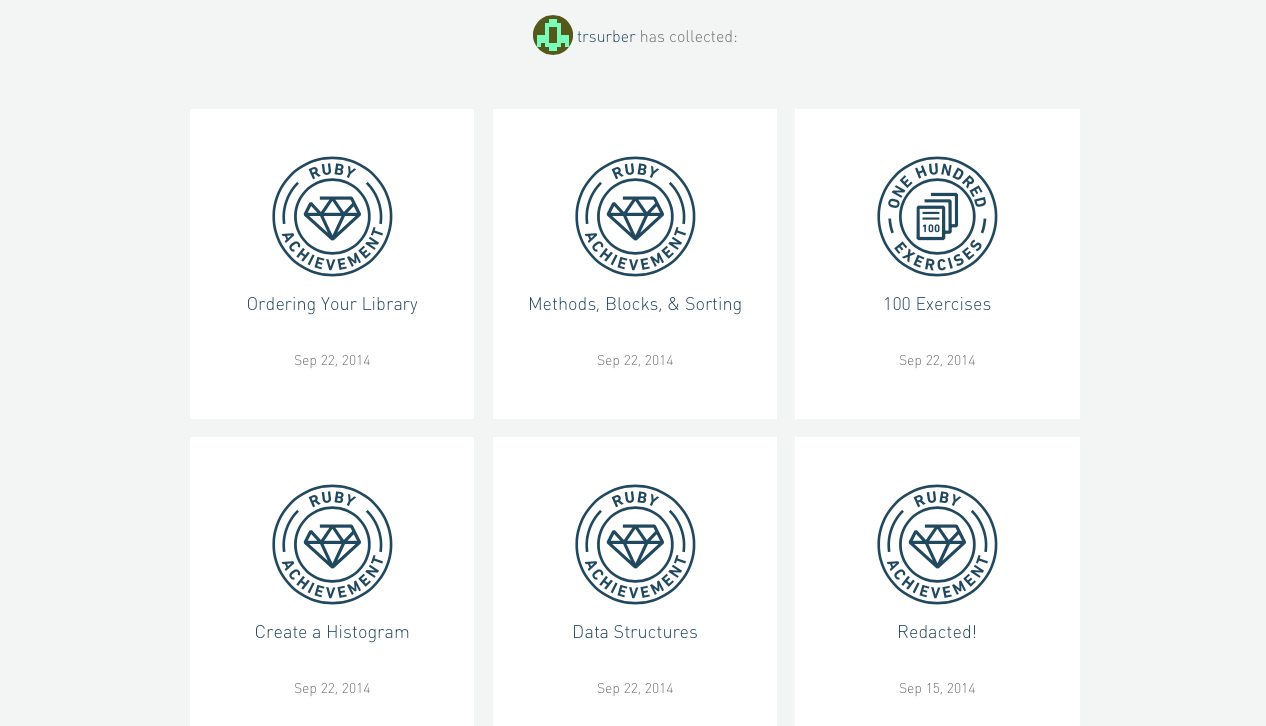 trsurber has collected:
RUBY
ACHIEVEMENT
Ordering Your Library
Sep 22, 2014
RUBY
ACHIEVEMENT
Methods, Blocks, & Sorting
Sep 22, 2014
ONE HUNDRED
100
EXERCISES
100 Exercises
Sep 22, 2014
RUBY
ACHIEVEMENT
Create a Histogram
Sep 22, 2014
RUBY
ACHIEVEMENT
Data Structures
Sep 22, 2014
RUBY
ACHIEVEMENT
Redacted!
Sep 15, 2014